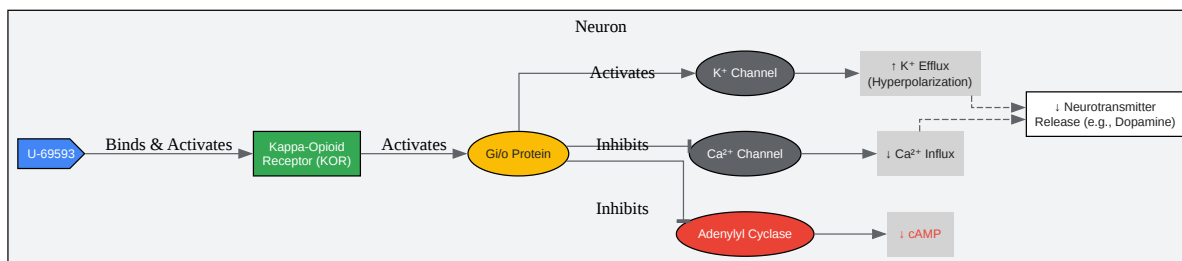 Neuron
Activates
K⁺ Channel
↑ K⁺ Efflux
(Hyperpolarization)
↓ Neurotransmitter
Release (e.g., Dopamine)
U-69593
Binds & Activates
Kappa-Opioid
Receptor (KOR)
Activates
Gi/o Protein
Inhibits
Ca²⁺ Channel
↓ Ca²⁺ Influx
Inhibits
Adenylyl Cyclase
↓ cAMP